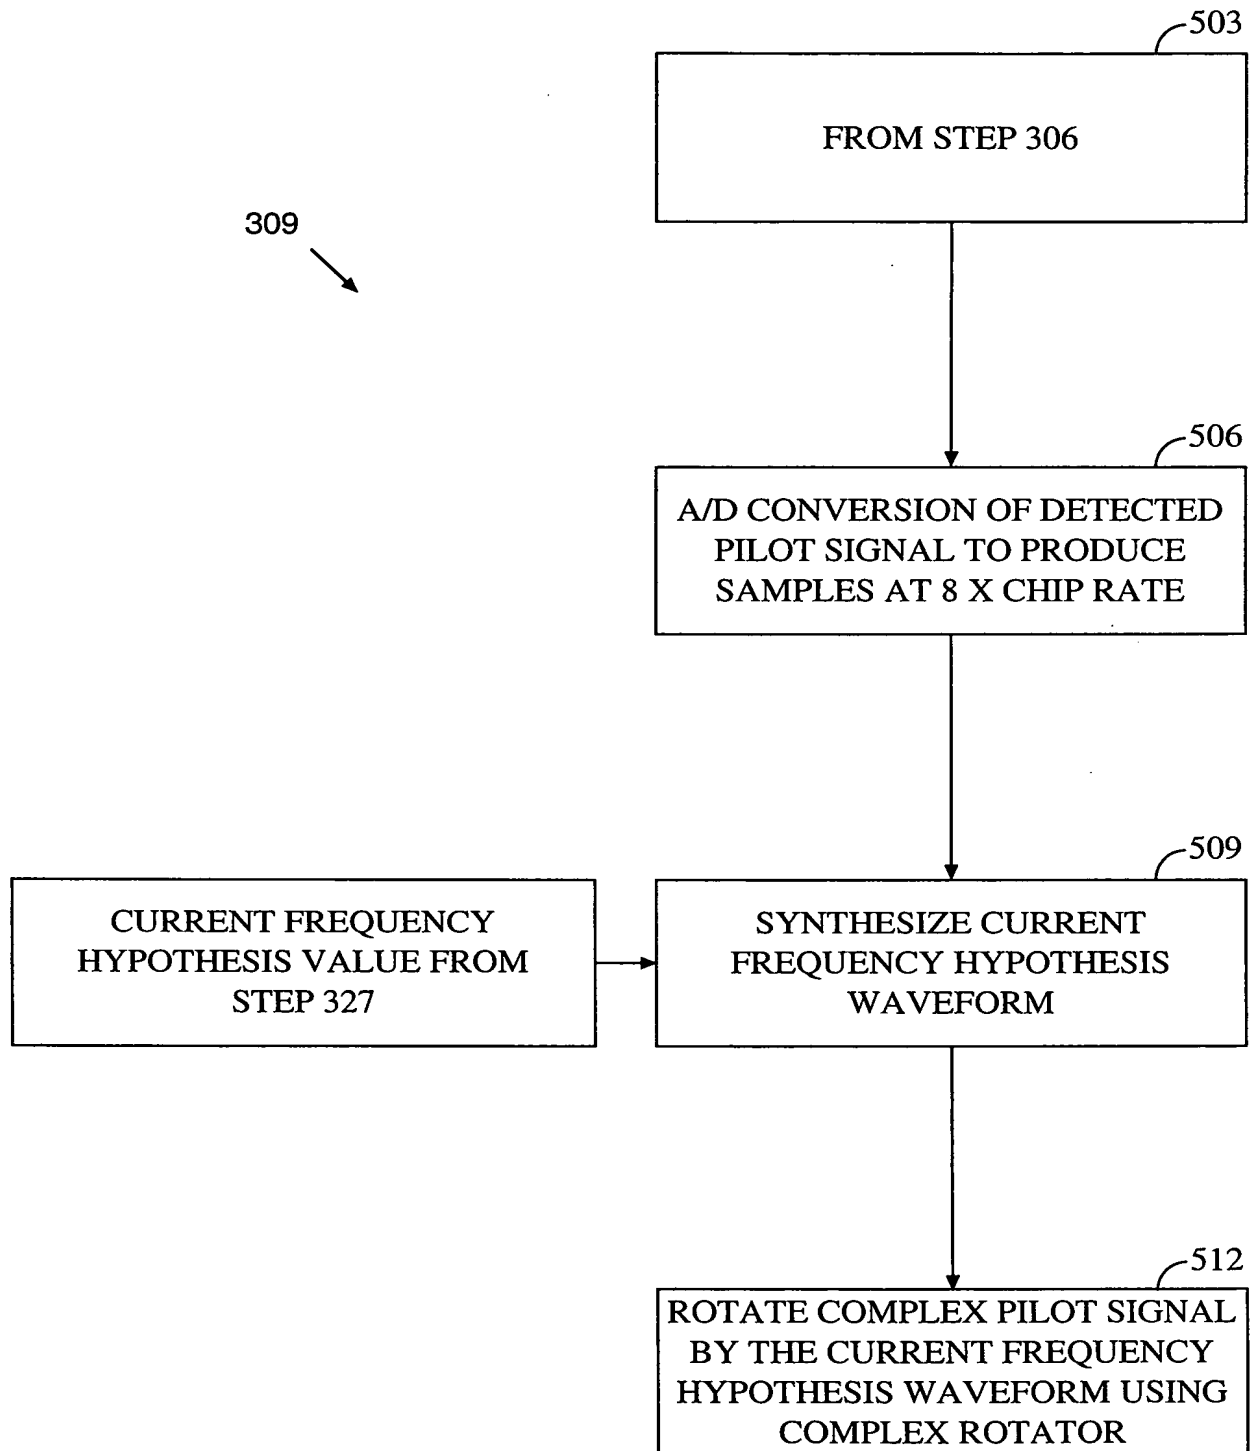 503
FROM STEP 306
309
506
A/D CONVERSION OF DETECTED
PILOT SIGNAL TO PRODUCE
SAMPLES AT 8 X CHIP RATE
509
CURRENT FREQUENCY
HYPOTHESIS VALUE FROM
STEP 327
SYNTHESIZE CURRENT
FREQUENCY HYPOTHESIS
WAVEFORM
512
ROTATE COMPLEX PILOT SIGNAL
BY THE CURRENT FREQUENCY
HYPOTHESIS WAVEFORM USING
COMPLEX ROTATOR